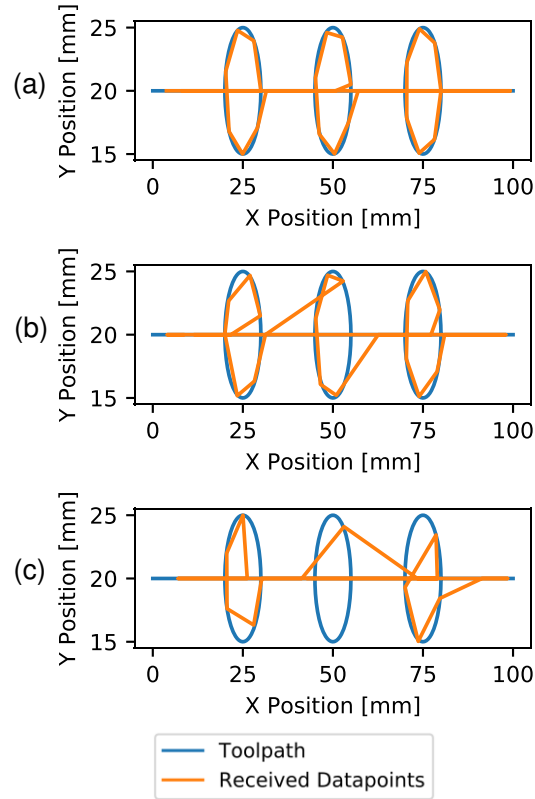 (a)
Y Position [mm]
25
20
15
0 25 50 75 100
X Position [mm]
(b)
Y Position [mm]
25
20
15
0 25 50 75 100
X Position [mm]
(c)
Y Position [mm]
25
20
15
0 25 50 75 100
X Position [mm]
Toolpath
Received Datapoints